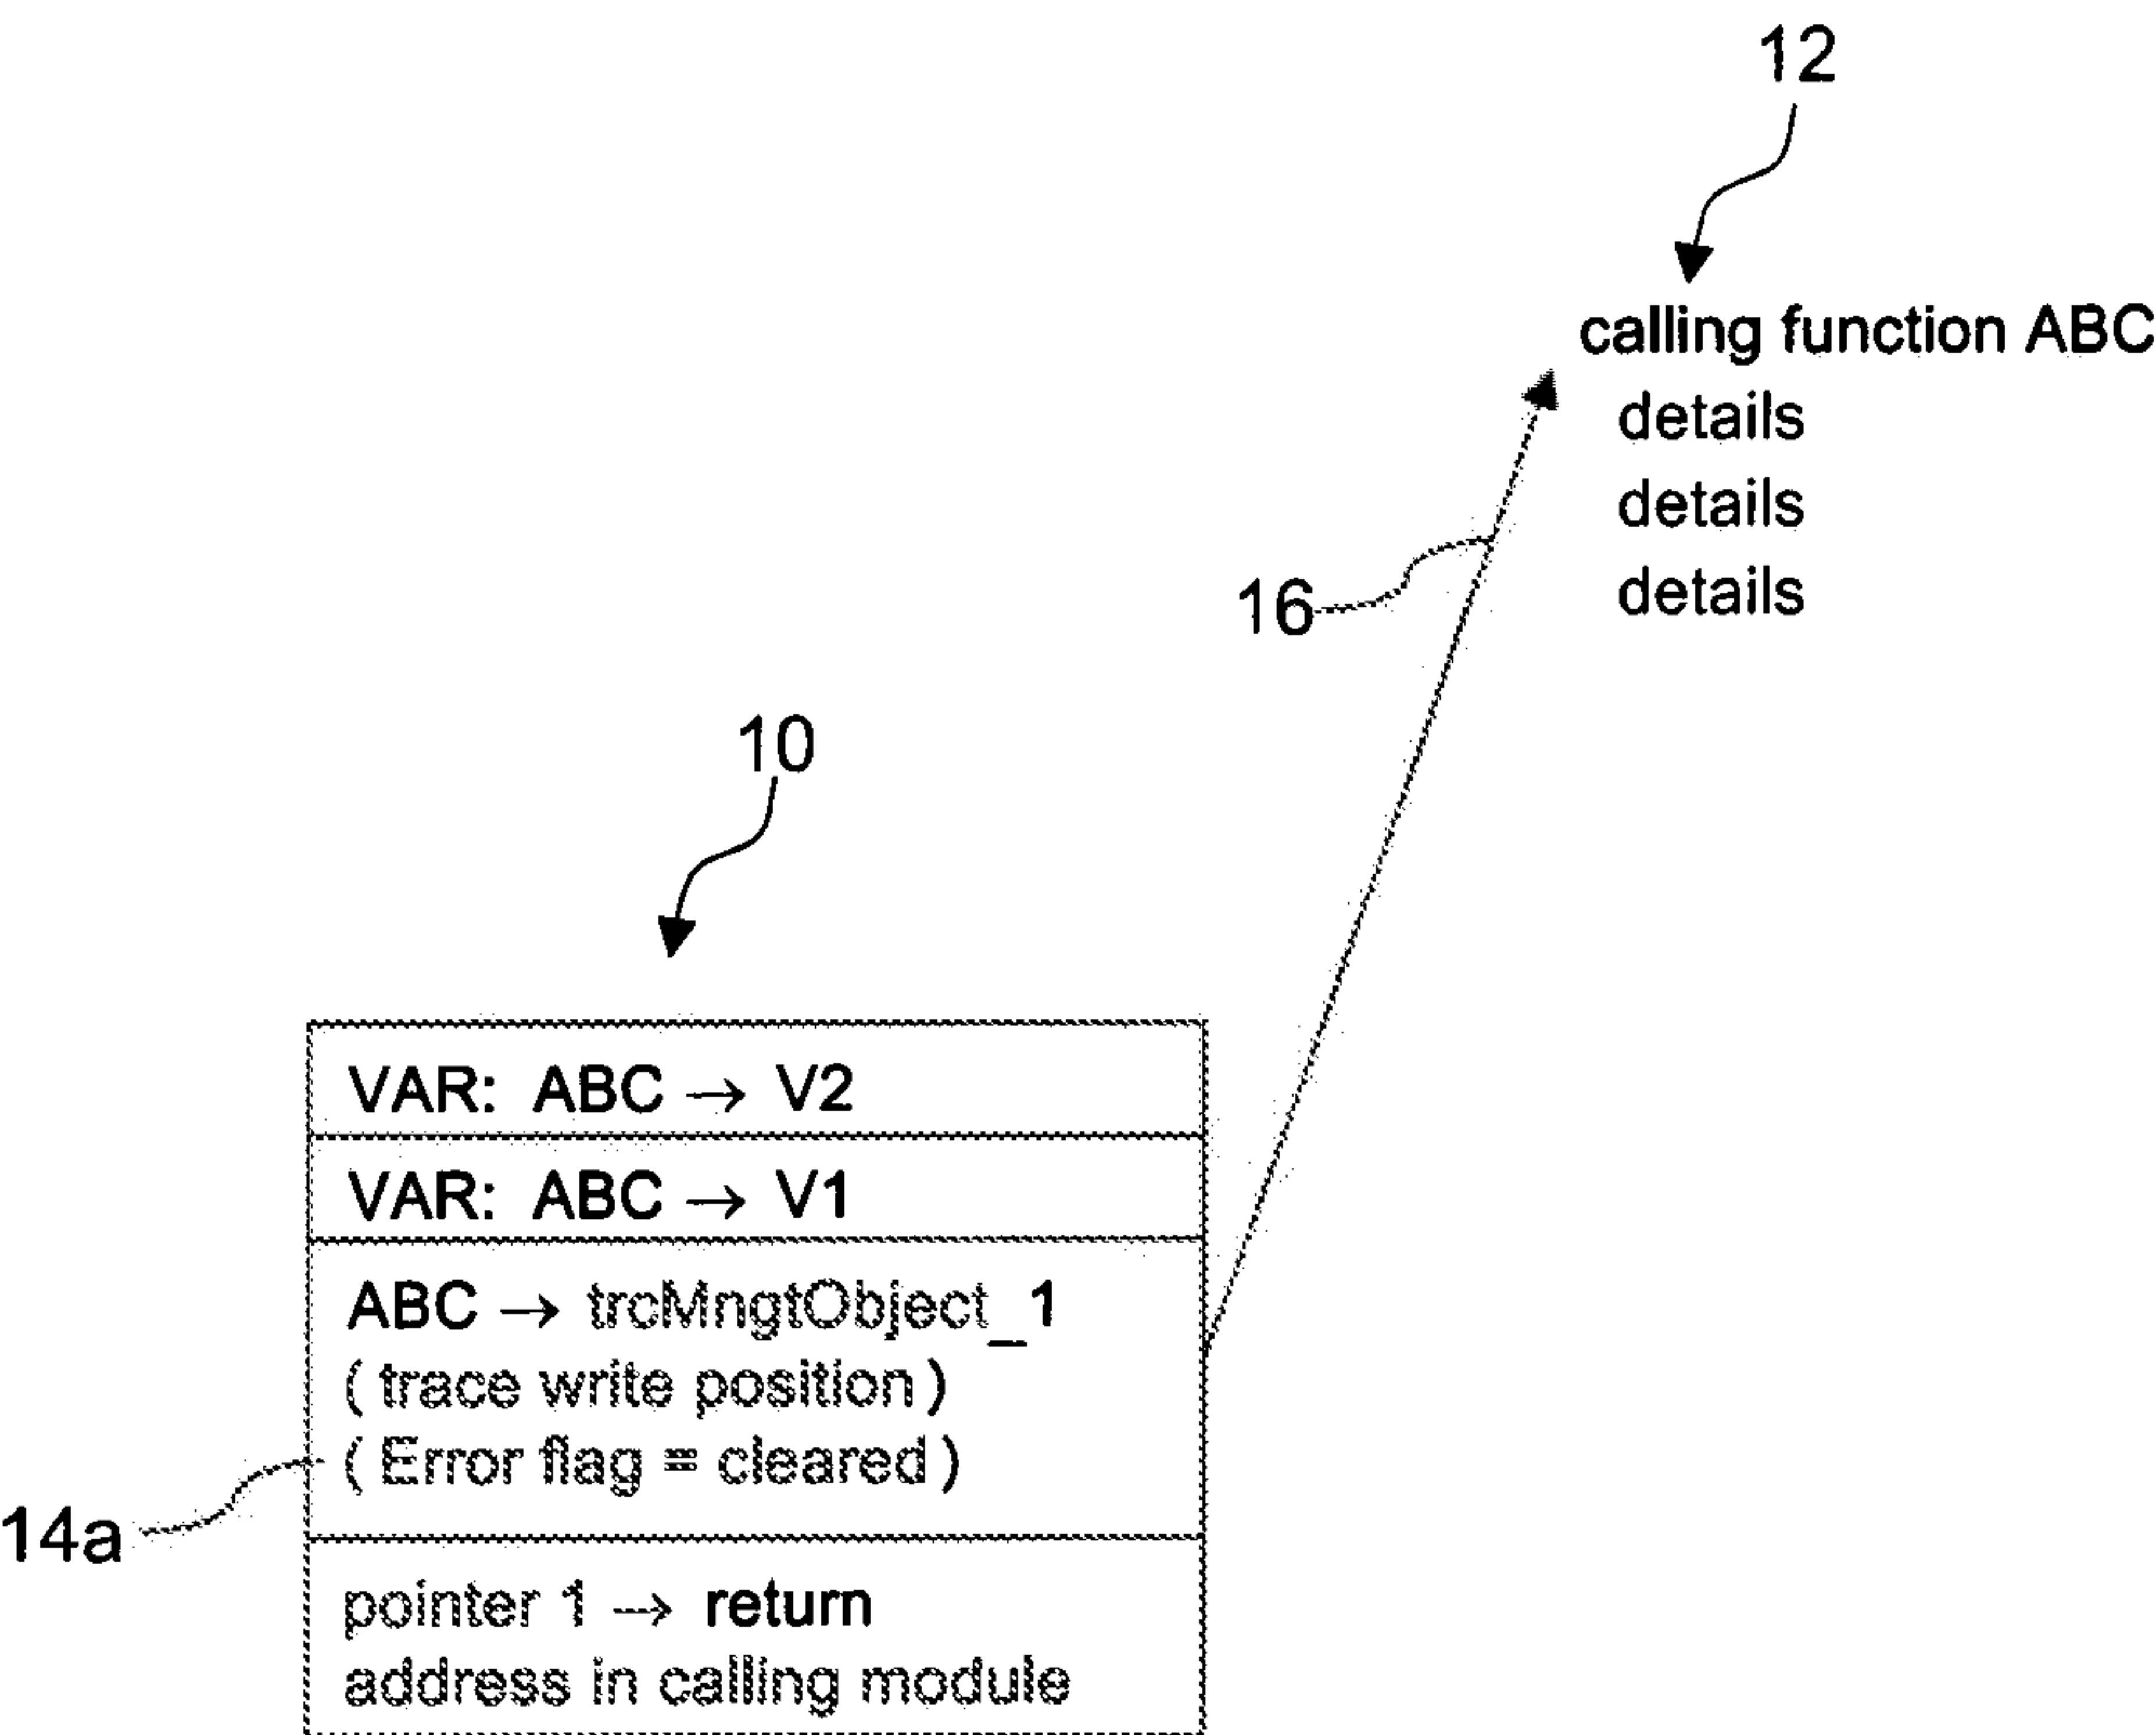 12
calling function ABC
details
details
details
16
10
VAR: ABC → V2
VAR: ABC → V1
ABC → trcMngtObject_1
( trace write position )
( Error flag = cleared )
14a
pointer 1 → return
address in calling module